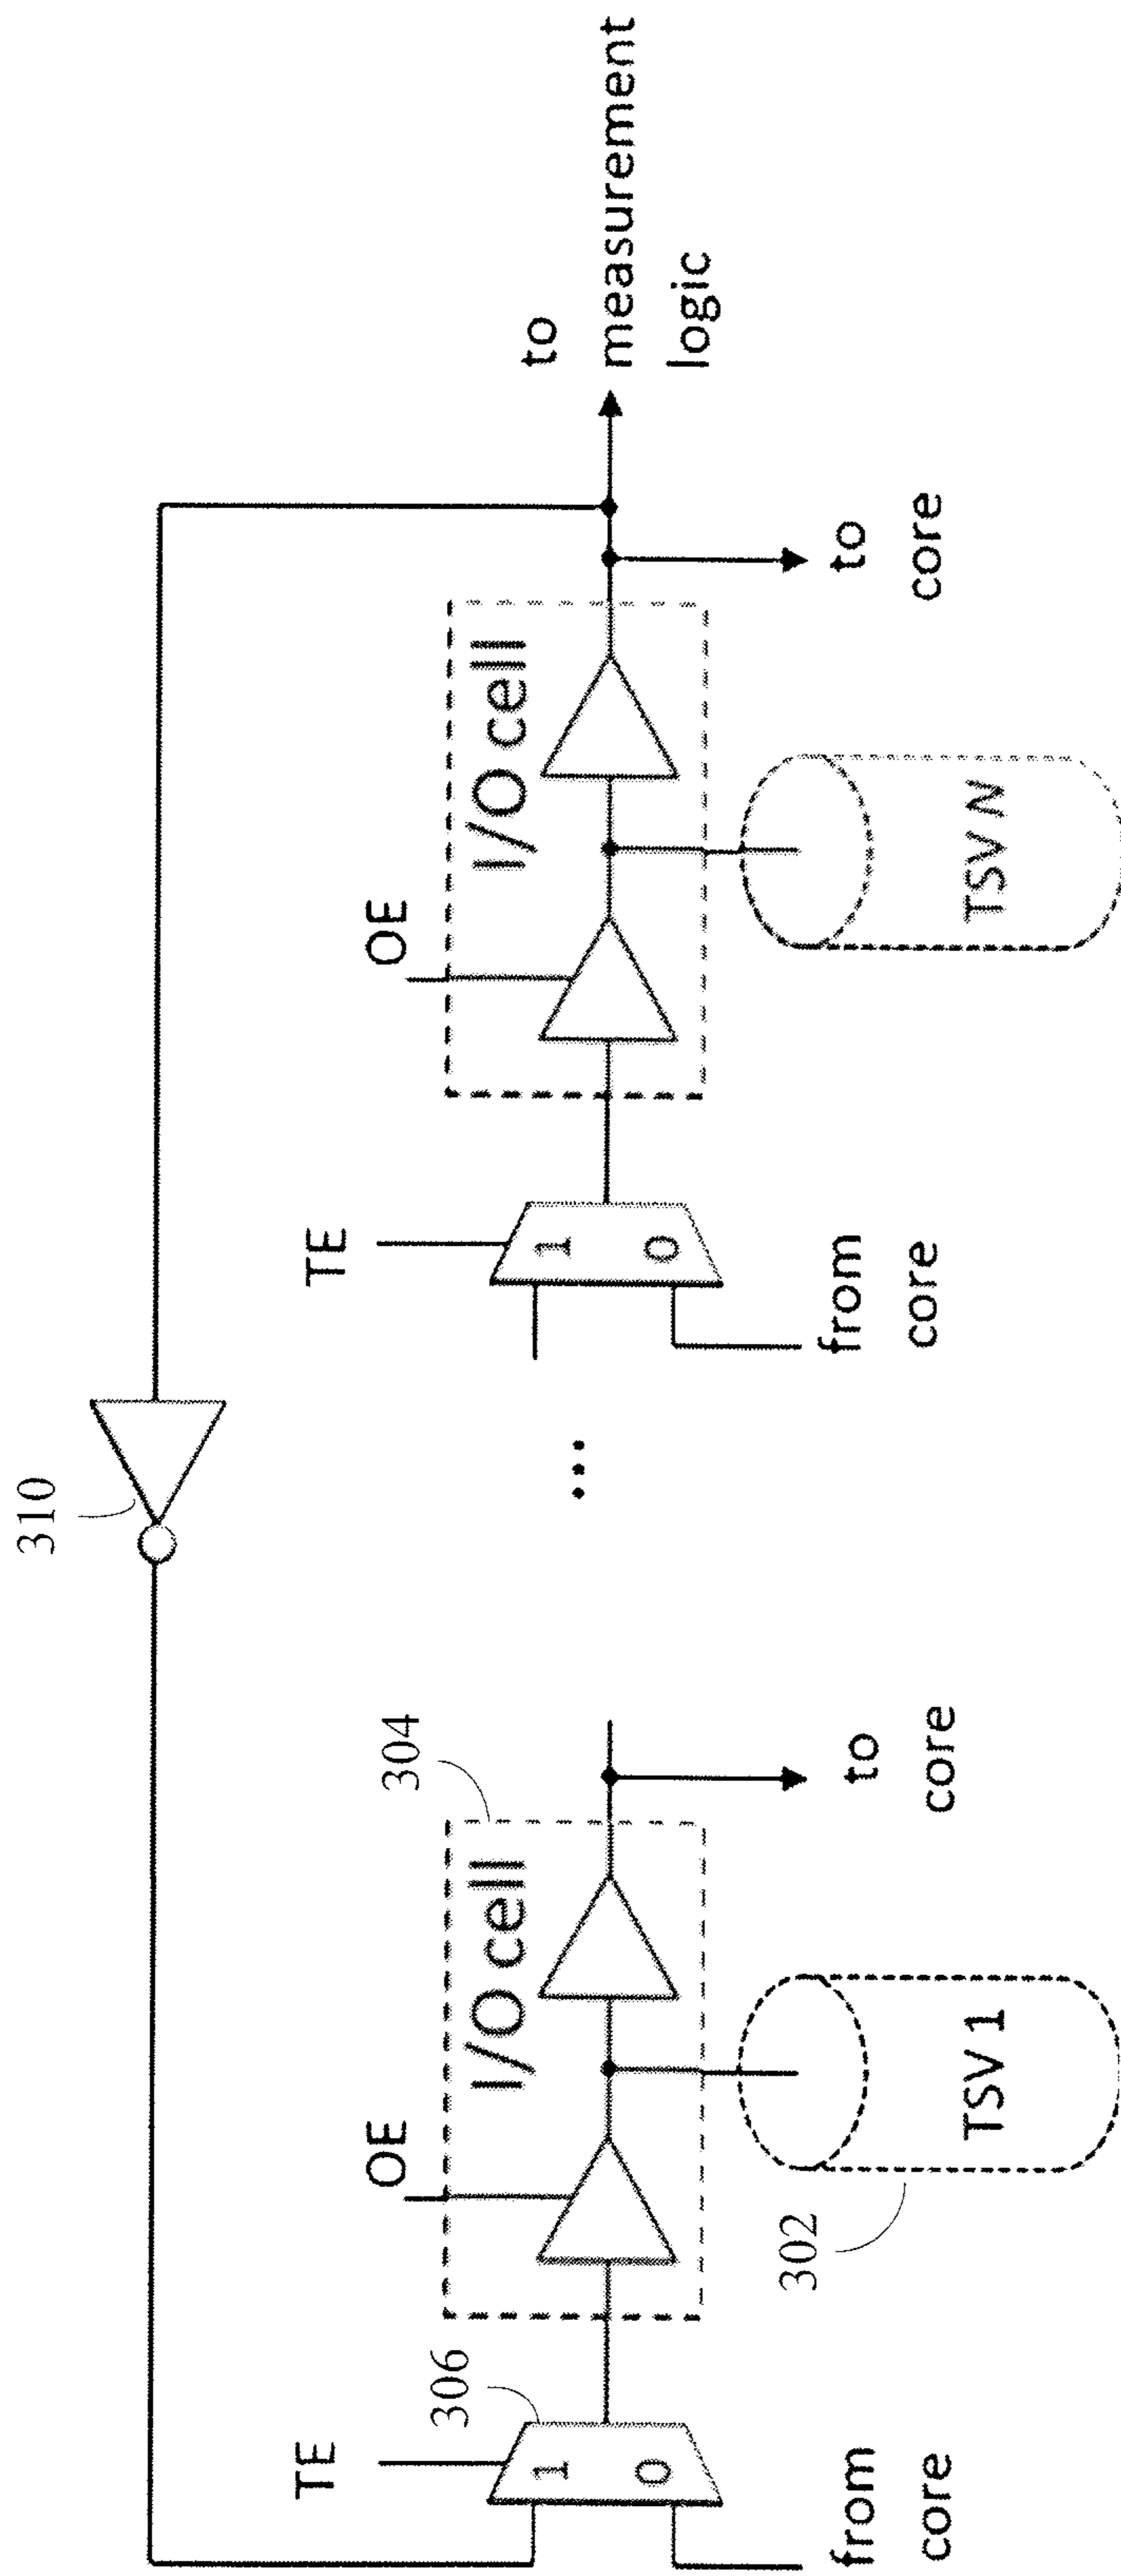 310
TE
306
1
0
from
core
OE
I/O cell
304
TSV 1
302
to
core
...
TE
1
0
from
core
OE
I/O cell
TSV N
to
core
to
measurement
logic